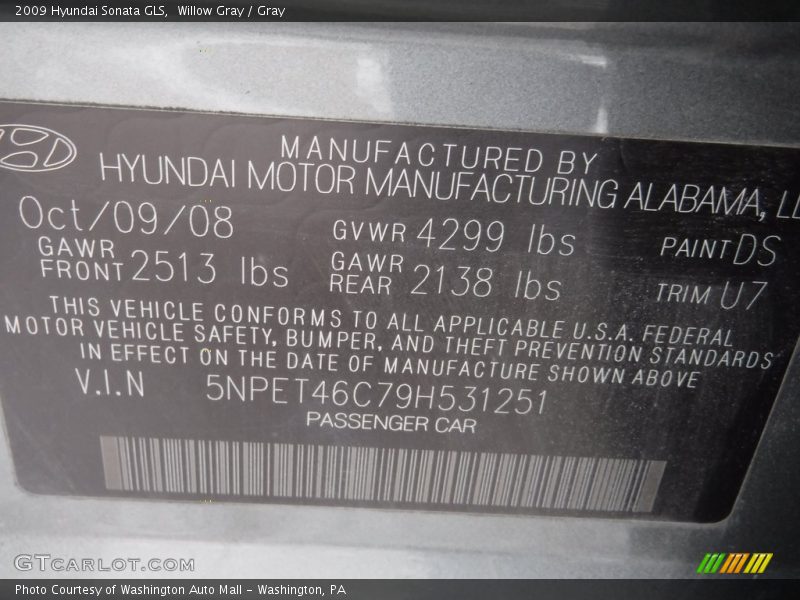 2009 Hyundai Sonata GLS,  Willow Gray / Gray
MANUFACTURED BY
HYUNDAI MOTOR MANUFACTURING ALABAMA, LL
Oct/09/08 GVWR 4299 lbs PAINT DS
GAWR FRONT 2513 lbs GAWR REAR 2138 lbs TRIM U7
THIS VEHICLE CONFORMS TO ALL APPLICABLE U.S.A. FEDERAL
MOTOR VEHICLE SAFETY, BUMPER, AND THEFT PREVENTION STANDARDS
IN EFFECT ON THE DATE OF MANUFACTURE SHOWN ABOVE
V.I.N 5NPET46C79H531251
PASSENGER CAR
GTCARLOT.COM
Photo Courtesy of Washington Auto Mall – Washington, PA